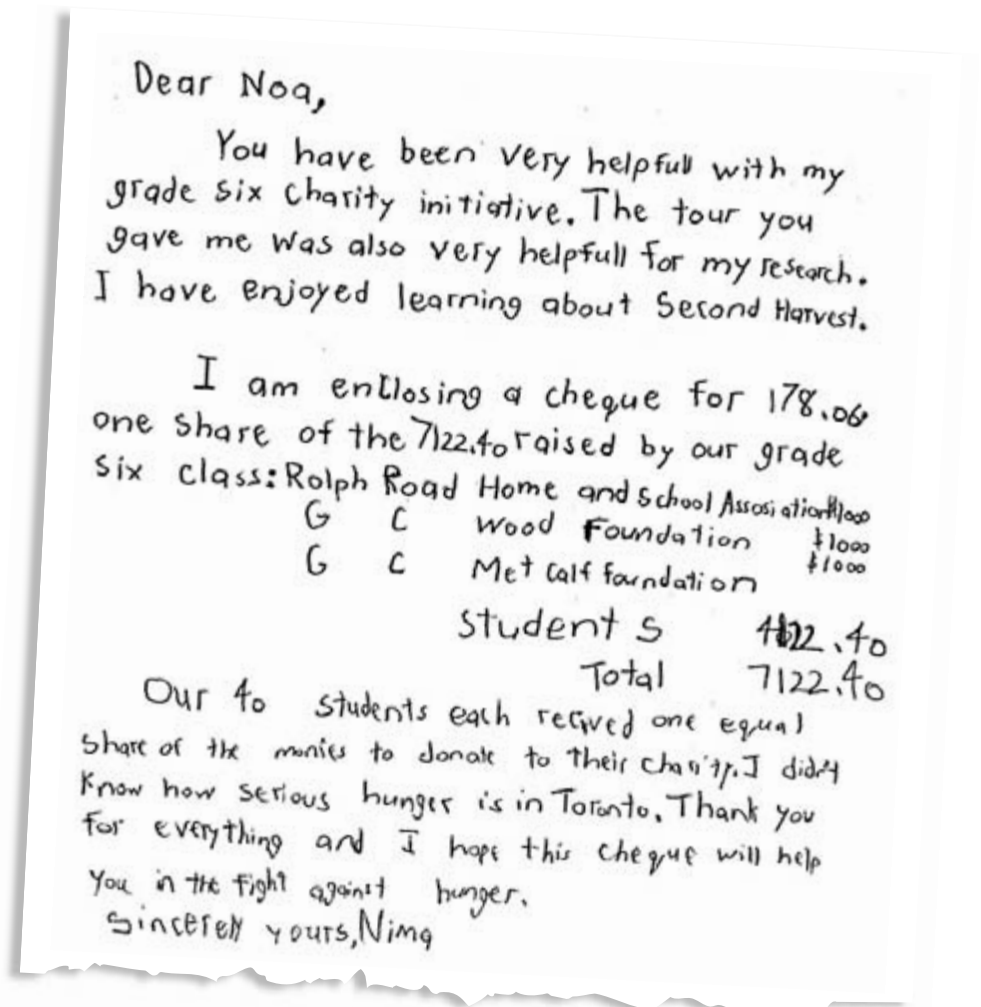 Dear Noa,
You have been very helpfull with my
grade six Charity initiative. The tour you
gave me was also very helpfull for my research.
I have enjoyed learning about Second Harvest.
I am enclosing a cheque for 178.06
one share of the 7122.40 raised by our grade
six class: Rolph Road Home and School Assosiation $1000
G C Wood Foundation $1000
G C Metcalf foundation $1000
Students 4122.40
Total 7122.40
Our 40 students each recived one equal
share of the monies to donate to their charity. I didn't
know how serious hunger is in Toronto. Thank you
for everything and I hope this cheque will help
you in the fight against hunger.
Sincerely yours, Nima